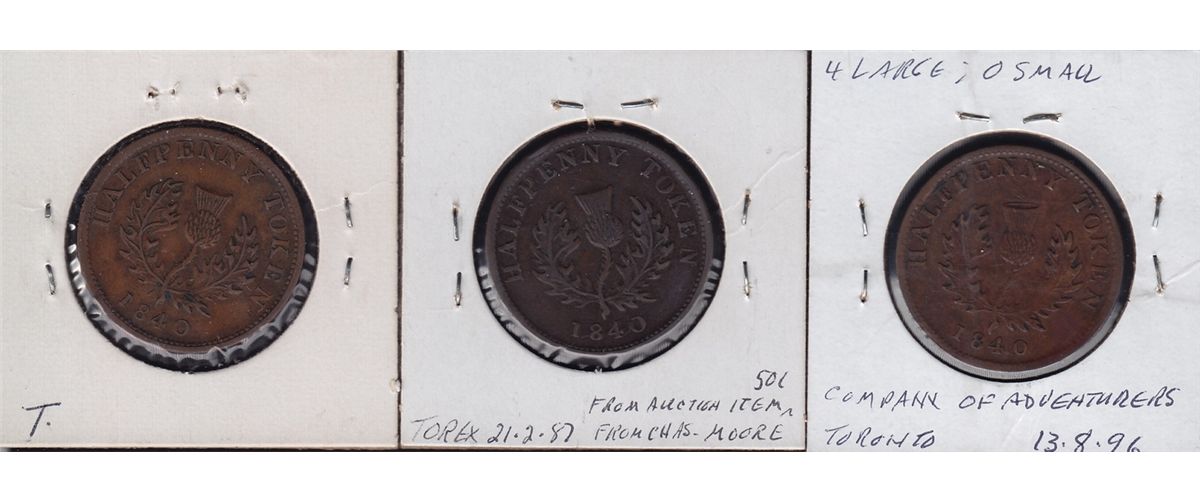 HALFPENNY TOKEN
1840
T.
HALFPENNY TOKEN
1840
50¢
FROM AUCTION ITEM
TOREX 21.2.87 FROM CHAS. MOORE
4 LARGE; 0 SMALL
HALFPENNY TOKEN
1840
COMPANY OF ADVENTURERS
TORONTO 13.8.96